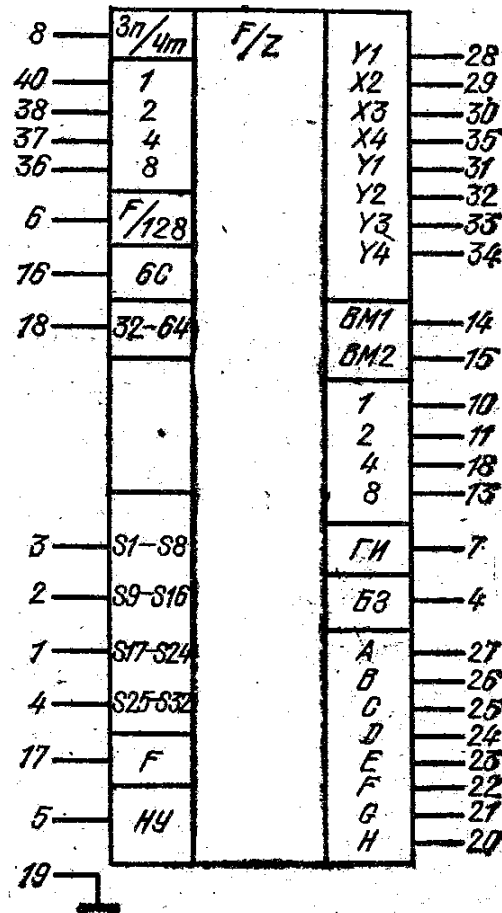 8 Зп/Чт F/Z
Y1 28
40 1 X2 29
38 2 X3 30
37 4 X4 35
36 8 Y1 31
Y2 32
6 F/128 Y3 33
Y4 34
16 6С
18 32-64 ВМ1 14
ВМ2 15
1 10
2 11
4 18
8 13
3 S1-S8 ГИ 7
2 S9-S16 БЗ 4
1 S17-S24 A 27
B 26
4 S25-S32 C 25
D 24
17 F E 23
F 22
5 НУ G 21
H 20
19